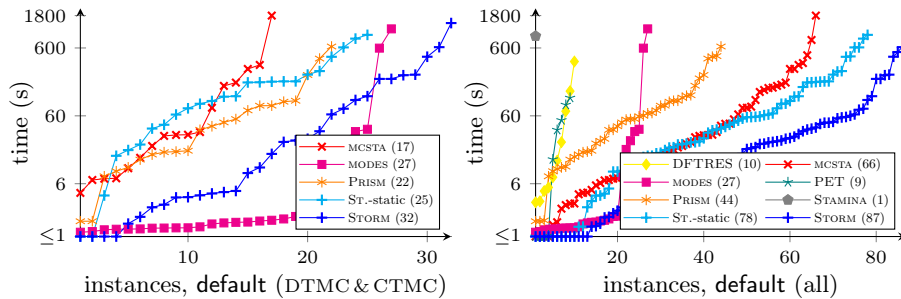 1800
600
60
6
≤1
time (s)
10
20
30
instances, default (DTMC & CTMC)
MCSTA (17)
MODES (27)
PRISM (22)
ST.-static (25)
STORM (32)
1800
600
60
6
≤1
time (s)
20
40
60
80
instances, default (all)
DFTRES (10)
MCSTA (66)
MODES (27)
PET (9)
PRISM (44)
STAMINA (1)
ST.-static (78)
STORM (87)